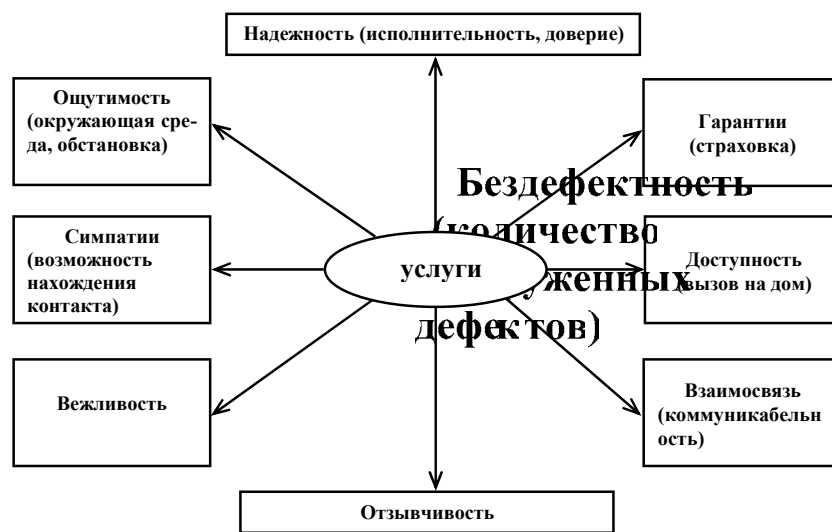 Надежность (исполнительность, доверие)
Ощутимость
(окружающая сре-
да, обстановка)
Гарантии
(страховка)
Бездефектность
(количество
уженных
дефектов)
Симпатии
(возможность
нахождения
контакта)
услуги
Доступность
(вызов на дом)
Вежливость
Взаимосвязь
(коммуникабельн
ость)
Отзывчивость